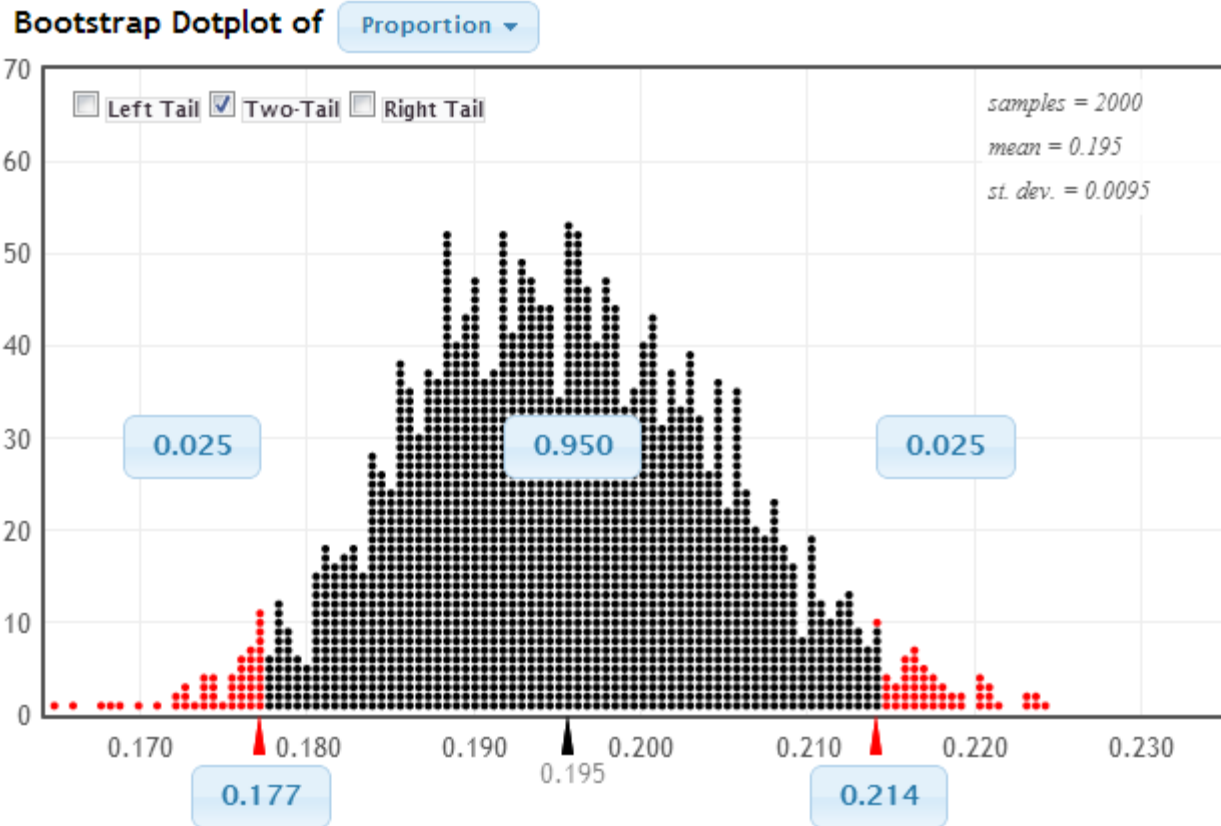 Bootstrap Dotplot of Proportion
70
Left Tail Two-Tail Right Tail
samples = 2000
mean = 0.195
st. dev. = 0.0095
60
50
40
30
0.025 0.950 0.025
20
10
0
0.170 0.180 0.190 0.200 0.210 0.220 0.230
0.195
0.177 0.214